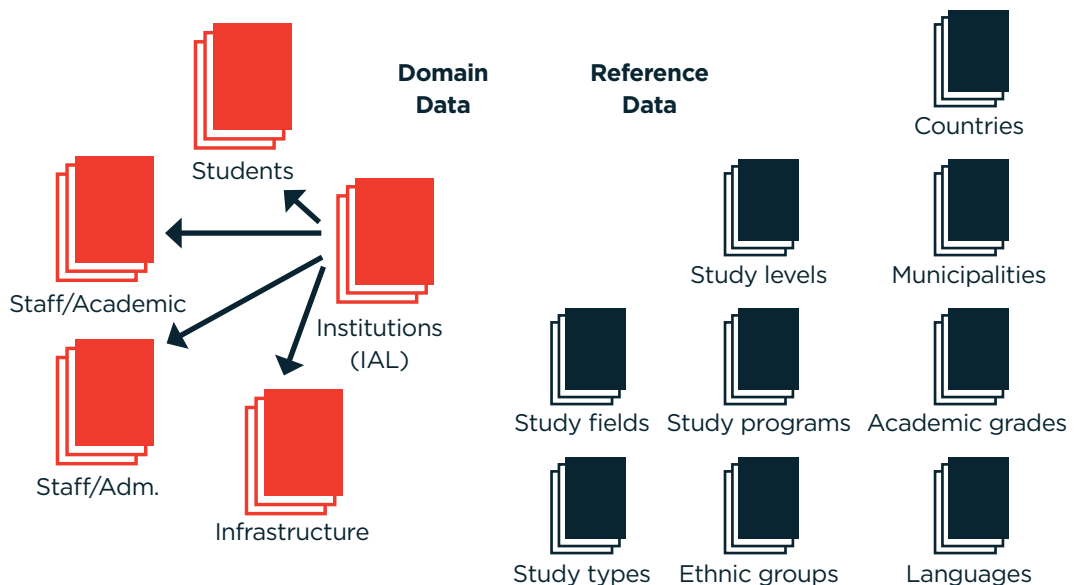 Domain
Data
Reference
Data
Countries
Students
Study levels
Municipalities
Staff/Academic
Institutions
(IAL)
Study fields
Study programs
Academic grades
Staff/Adm.
Infrastructure
Study types
Ethnic groups
Languages